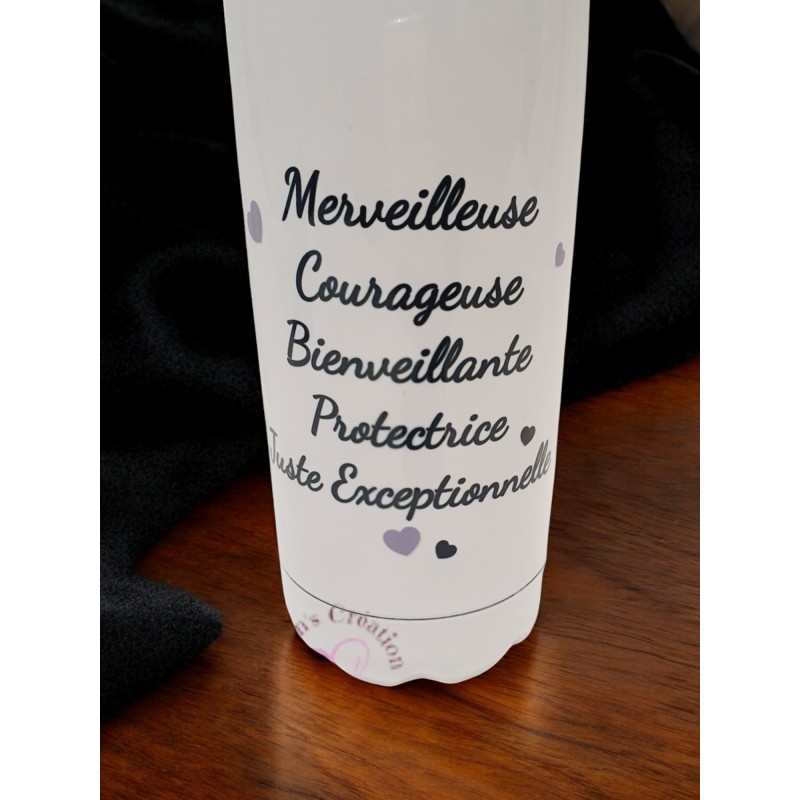 Merveilleuse
Courageuse
Bienveillante
Protectrice
Juste Exceptionnelle
Création